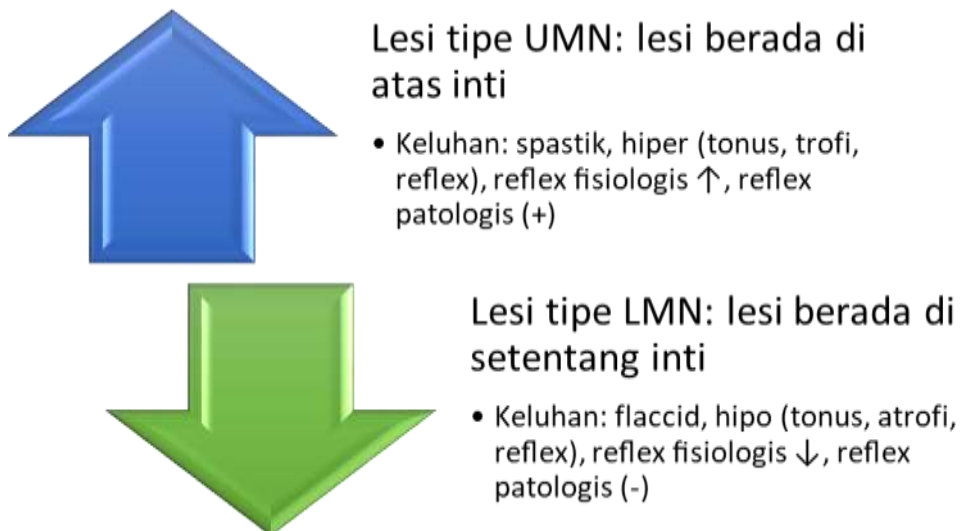 Lesi tipe UMN: lesi berada di
atas inti
• Keluhan: spastik, hiper (tonus, trofi,
reflex), reflex fisiologis ↑, reflex
patologis (+)
Lesi tipe LMN: lesi berada di
setentang inti
• Keluhan: flaccid, hipo (tonus, atrofi,
reflex), reflex fisiologis ↓, reflex
patologis (-)